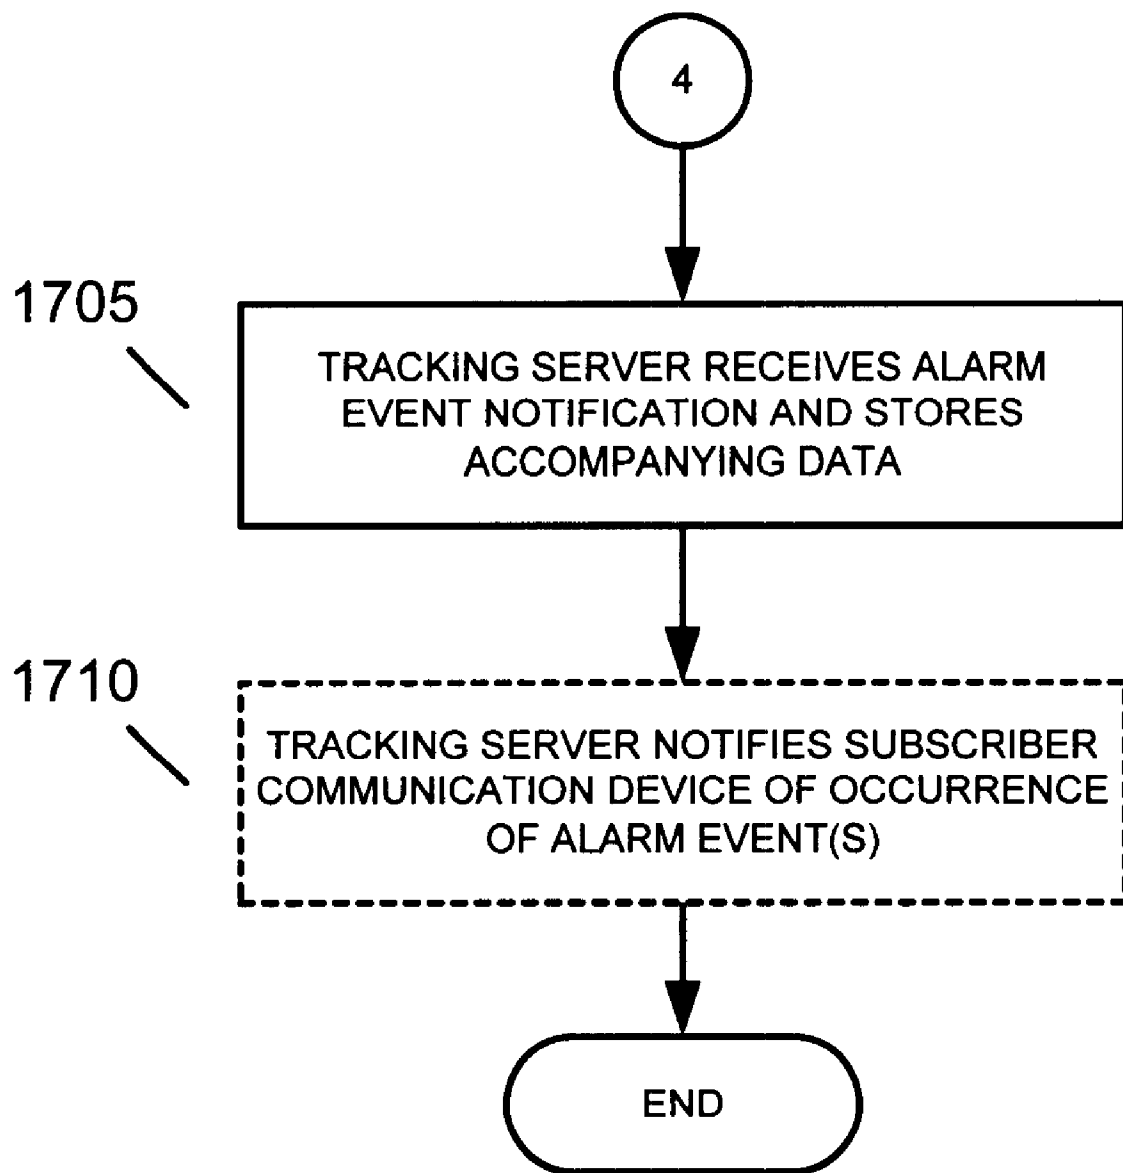 4
1705
TRACKING SERVER RECEIVES ALARM
EVENT NOTIFICATION AND STORES
ACCOMPANYING DATA
1710
TRACKING SERVER NOTIFIES SUBSCRIBER
COMMUNICATION DEVICE OF OCCURRENCE
OF ALARM EVENT(S)
END